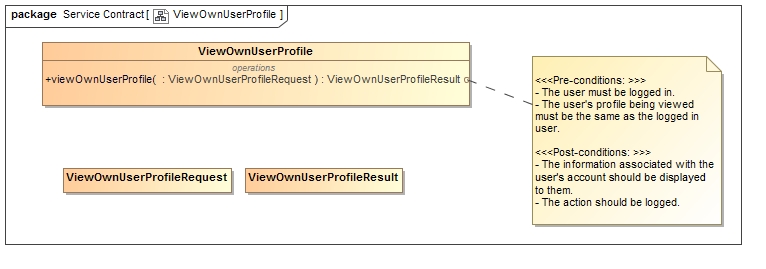 package Service Contract [ ViewOwnUserProfile ]
ViewOwnUserProfile
operations
+viewOwnUserProfile( : ViewOwnUserProfileRequest ) : ViewOwnUserProfileResult
<<<Pre-conditions: >>>
- The user must be logged in.
- The user's profile being viewed
must be the same as the logged in
user.
<<<Post-conditions: >>>
- The information associated with the
user's account should be displayed
to them.
- The action should be logged.
ViewOwnUserProfileRequest
ViewOwnUserProfileResult